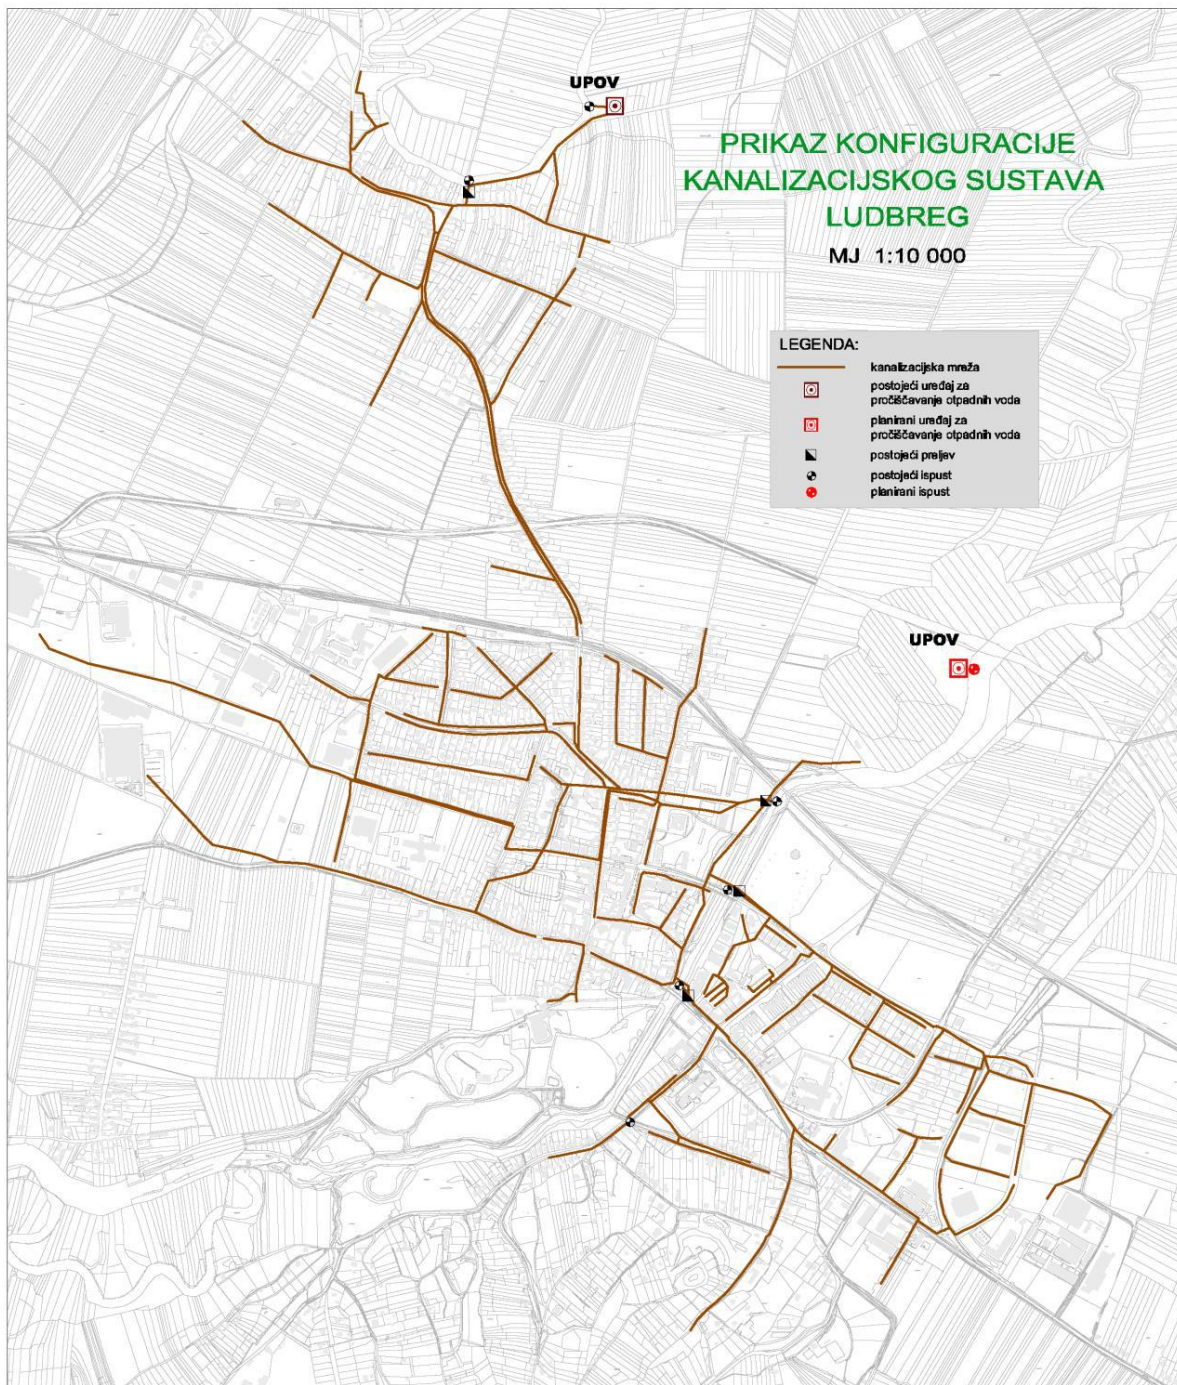 UPOV
PRIKAZ KONFIGURACIJE
KANALIZACIJSKOG SUSTAVA
LUDBREG
MJ 1:10 000
LEGENDA:
kanalizacijska mreža
postojeći uređaj za
pročišćavanje otpadnih voda
planirani uređaj za
pročišćavanje otpadnih voda
postojeći preljev
postojeći ispust
planirani ispust
UPOV